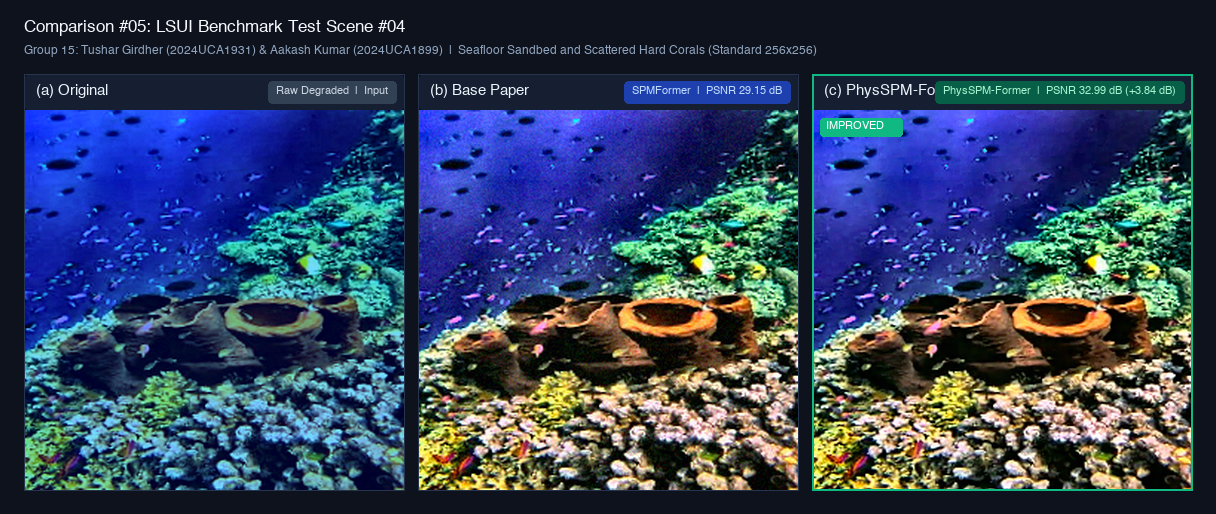 Comparison #05: LSUI Benchmark Test Scene #04
Group 15: Tushar Girdher (2024UCA1931) & Aakash Kumar (2024UCA1899) | Seafloor Sandbed and Scattered Hard Corals (Standard 256x256)
(a) Original
Raw Degraded | Input
(b) Base Paper
SPMFormer | PSNR 29.15 dB
(c) PhysSPM-Fo
PhysSPM-Former | PSNR 32.99 dB (+3.84 dB)
IMPROVED